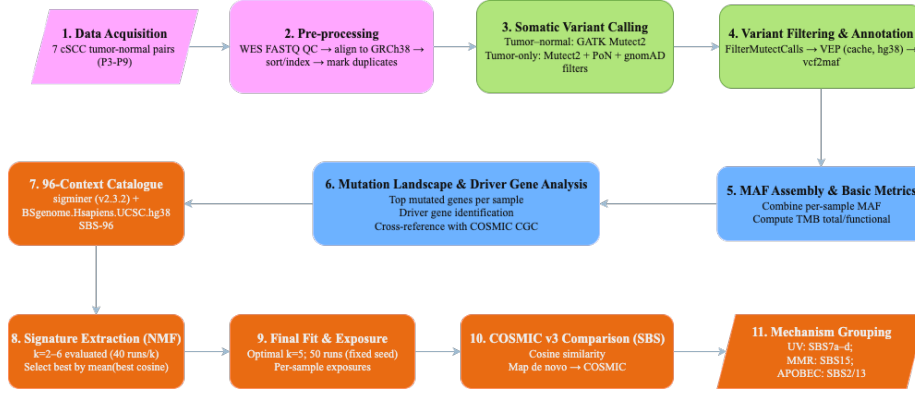 1. Data Acquisition
7 cSCC tumor-normal pairs
(P3-P9)
2. Pre-processing
WES FASTQ QC → align to GRCh38 →
sort/index → mark duplicates
3. Somatic Variant Calling
Tumor–normal: GATK Mutect2
Tumor-only: Mutect2 + PoN + gnomAD
filters
4. Variant Filtering & Annotation
FilterMutectCalls → VEP (cache, hg38) →
vcf2maf
7. 96-Context Catalogue
sigminer (v2.3.2) +
BSgenome.Hsapiens.UCSC.hg38
SBS-96
6. Mutation Landscape & Driver Gene Analysis
Top mutated genes per sample
Driver gene identification
Cross-reference with COSMIC CGC
5. MAF Assembly & Basic Metrics
Combine per-sample MAF
Compute TMB total/functional
8. Signature Extraction (NMF)
k=2–6 evaluated (40 runs/k)
Select best by mean(best cosine)
9. Final Fit & Exposure
Optimal k=5; 50 runs (fixed seed)
Per-sample exposures
10. COSMIC v3 Comparison (SBS)
Cosine similarity
Map de novo → COSMIC
11. Mechanism Grouping
UV: SBS7a–d;
MMR: SBS15;
APOBEC: SBS2/13